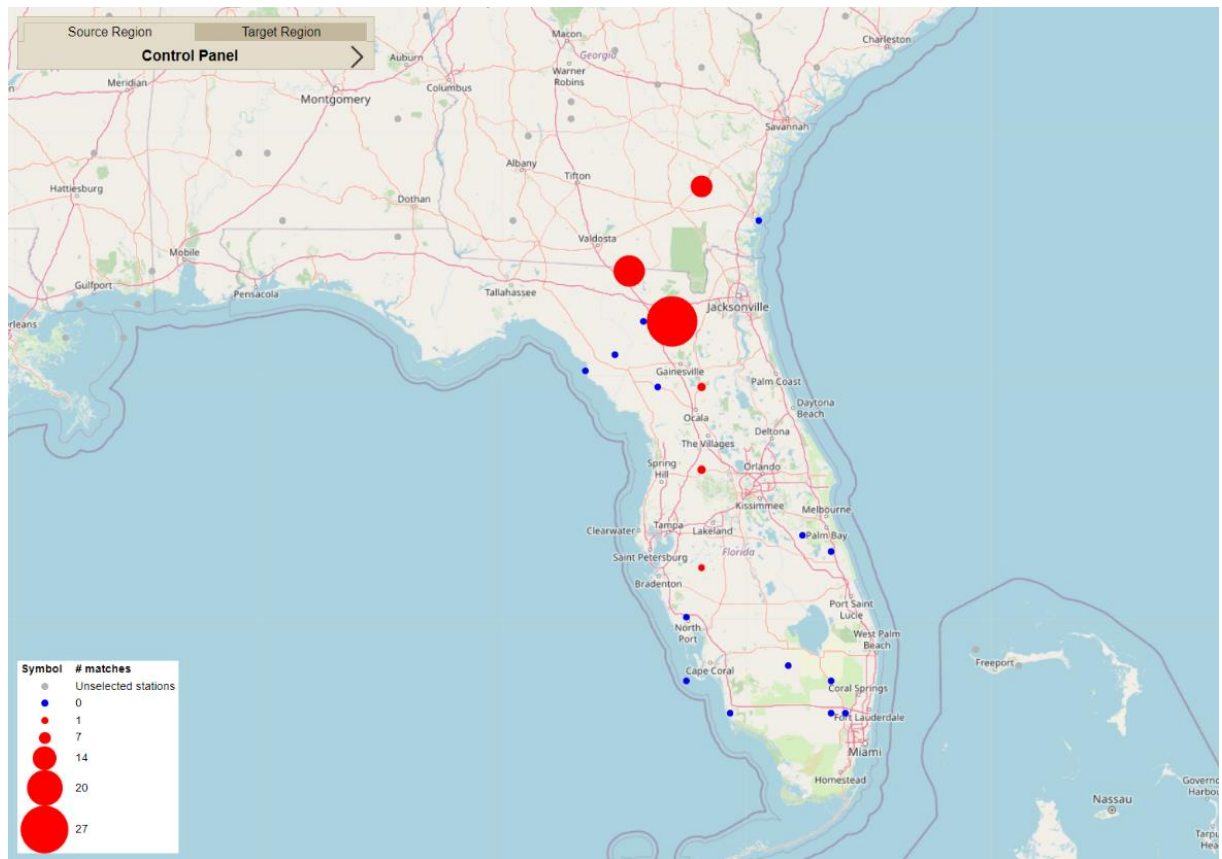 Source Region Target Region
Control Panel
Macon
Georgia
Charleston
Auburn
Warner
Robins
Meridian
Columbus
Montgomery
Savannah
Albany
Tifton
Hattiesburg
Dothan
Valdosta
Mobile
Gulfport
Pensacola
Tallahassee
Jacksonville
Gainesville
Palm Coast
Ocala
Daytona
Beach
Deltona
The Villages
Spring
Hill
Orlando
Kissimmee
Melbourne
Clearwater
Tampa
Lakeland
Palm Bay
Saint Petersburg
Florida
Bradenton
Port Saint
Lucie
North
Port
West Palm
Beach
Freeport
Cape Coral
Coral Springs
Fort Lauderdale
Miami
Homestead
Nassau
Symbol # matches
Unselected stations
0
1
7
14
20
27